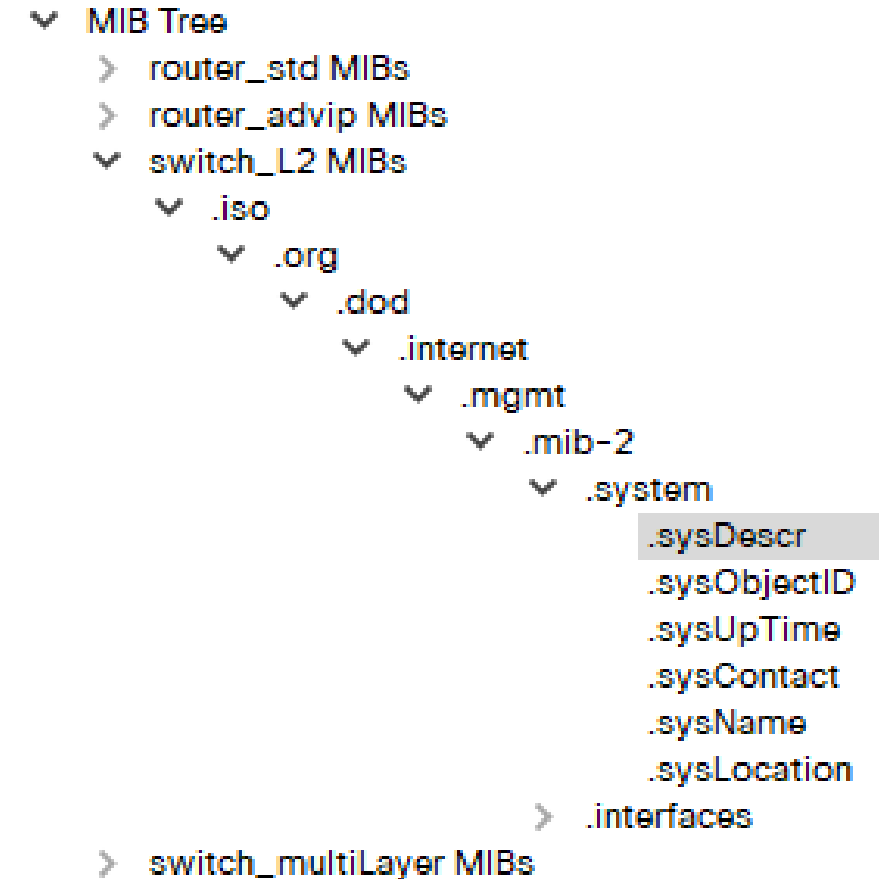 MIB Tree
router_std MIBs
router_advip MIBs
switch_L2 MIBs
.iso
.org
.dod
.internet
.mgmt
.mib-2
.system
.sysDescr
.sysObjectID
.sysUpTime
.sysContact
.sysName
.sysLocation
.interfaces
switch_multiLayer MIBs